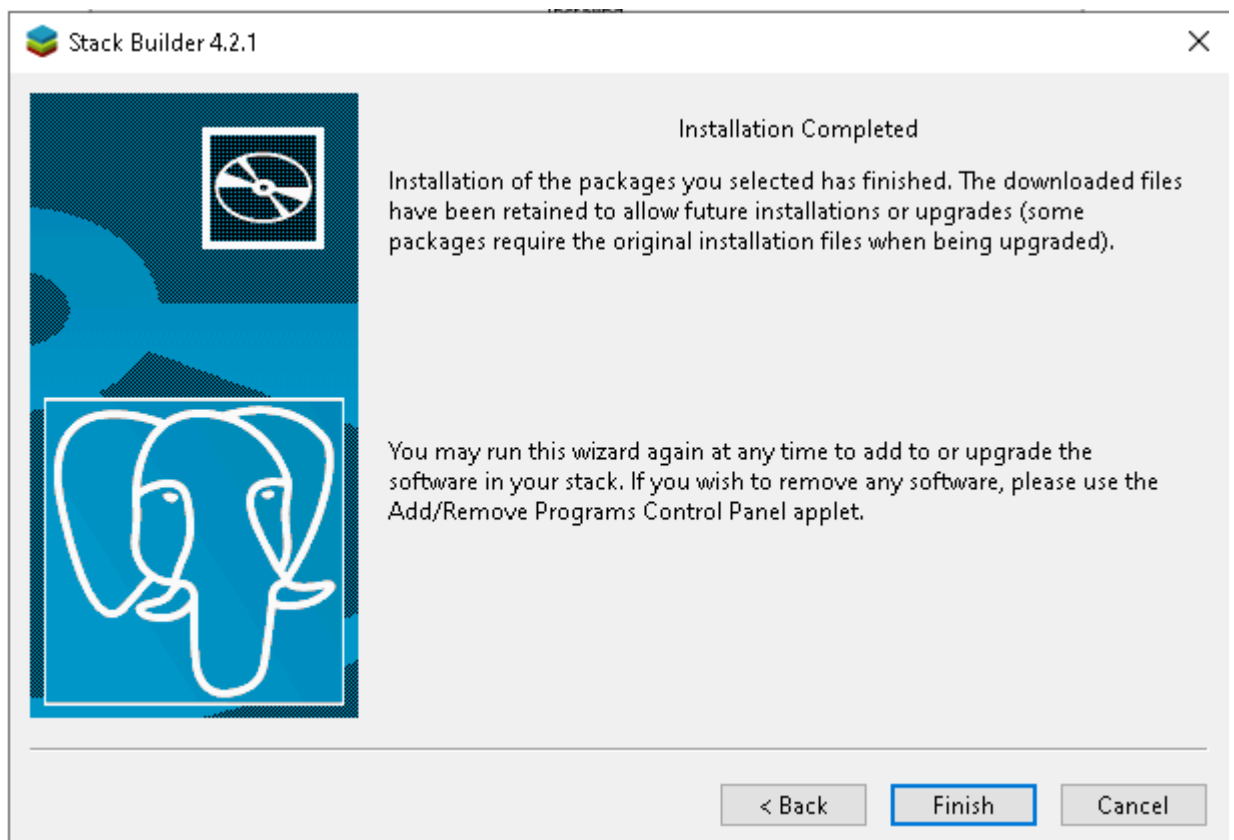 Stack Builder 4.2.1
Installation Completed
Installation of the packages you selected has finished. The downloaded files
have been retained to allow future installations or upgrades (some
packages require the original installation files when being upgraded).
You may run this wizard again at any time to add to or upgrade the
software in your stack. If you wish to remove any software, please use the
Add/Remove Programs Control Panel applet.
< Back
Finish
Cancel